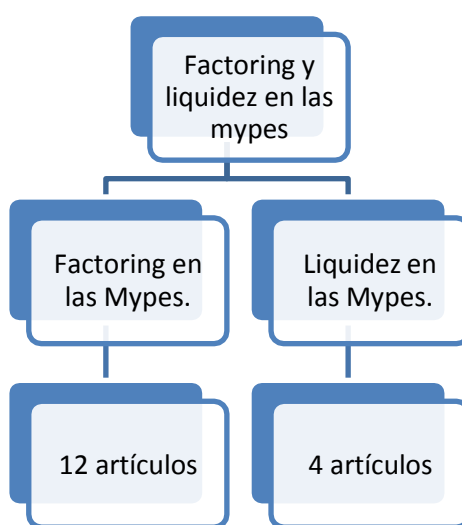 Factoring y
liquidez en las
mypes
Factoring en
las Mypes.
Liquidez en
las Mypes.
12 artículos
4 artículos